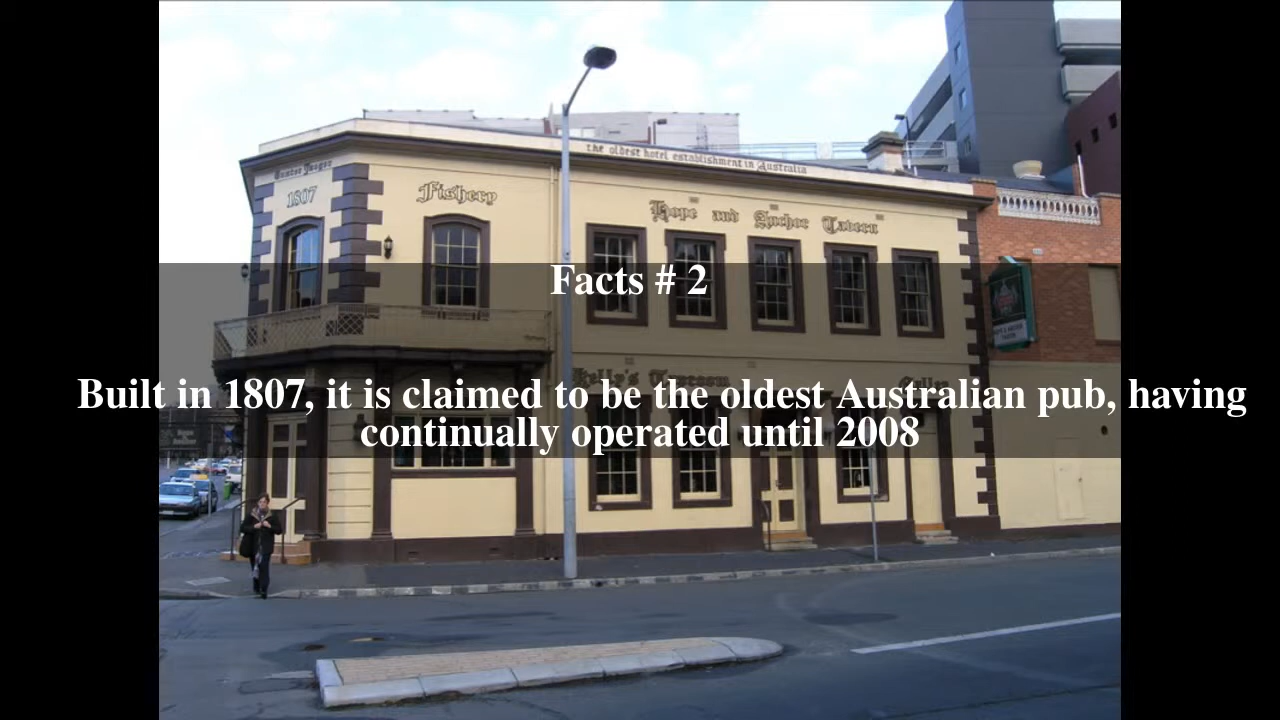 the oldest hotel establishment in Australia
1807
Fishery
Hope and Anchor Tavern
Facts # 2
Kelly's
Built in 1807, it is claimed to be the oldest Australian pub, having
continually operated until 2008